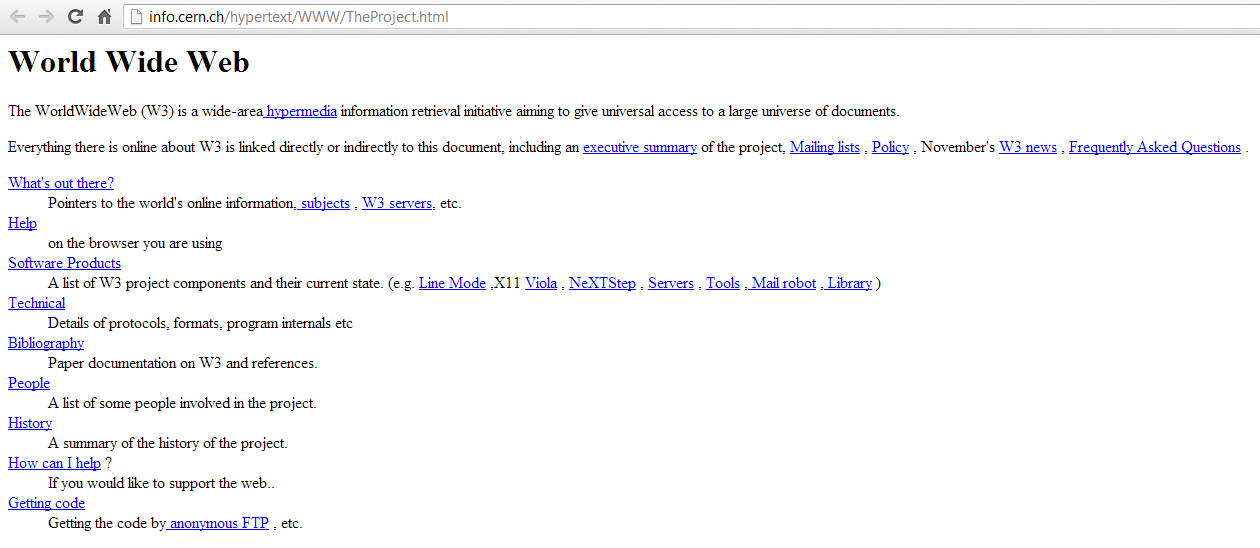 info.cern.ch/hypertext/WWW/TheProject.html
World Wide Web
The WorldWideWeb (W3) is a wide-area hypermedia information retrieval initiative aiming to give universal access to a large universe of documents.
Everything there is online about W3 is linked directly or indirectly to this document, including an executive summary of the project, Mailing lists , Policy , November's W3 news , Frequently Asked Questions .
What's out there?
Pointers to the world's online information, subjects , W3 servers, etc.
Help
on the browser you are using
Software Products
A list of W3 project components and their current state. (e.g. Line Mode ,X11 Viola , NeXTStep , Servers , Tools , Mail robot , Library )
Technical
Details of protocols, formats, program internals etc
Bibliography
Paper documentation on W3 and references.
People
A list of some people involved in the project.
History
A summary of the history of the project.
How can I help ?
If you would like to support the web..
Getting code
Getting the code by anonymous FTP , etc.